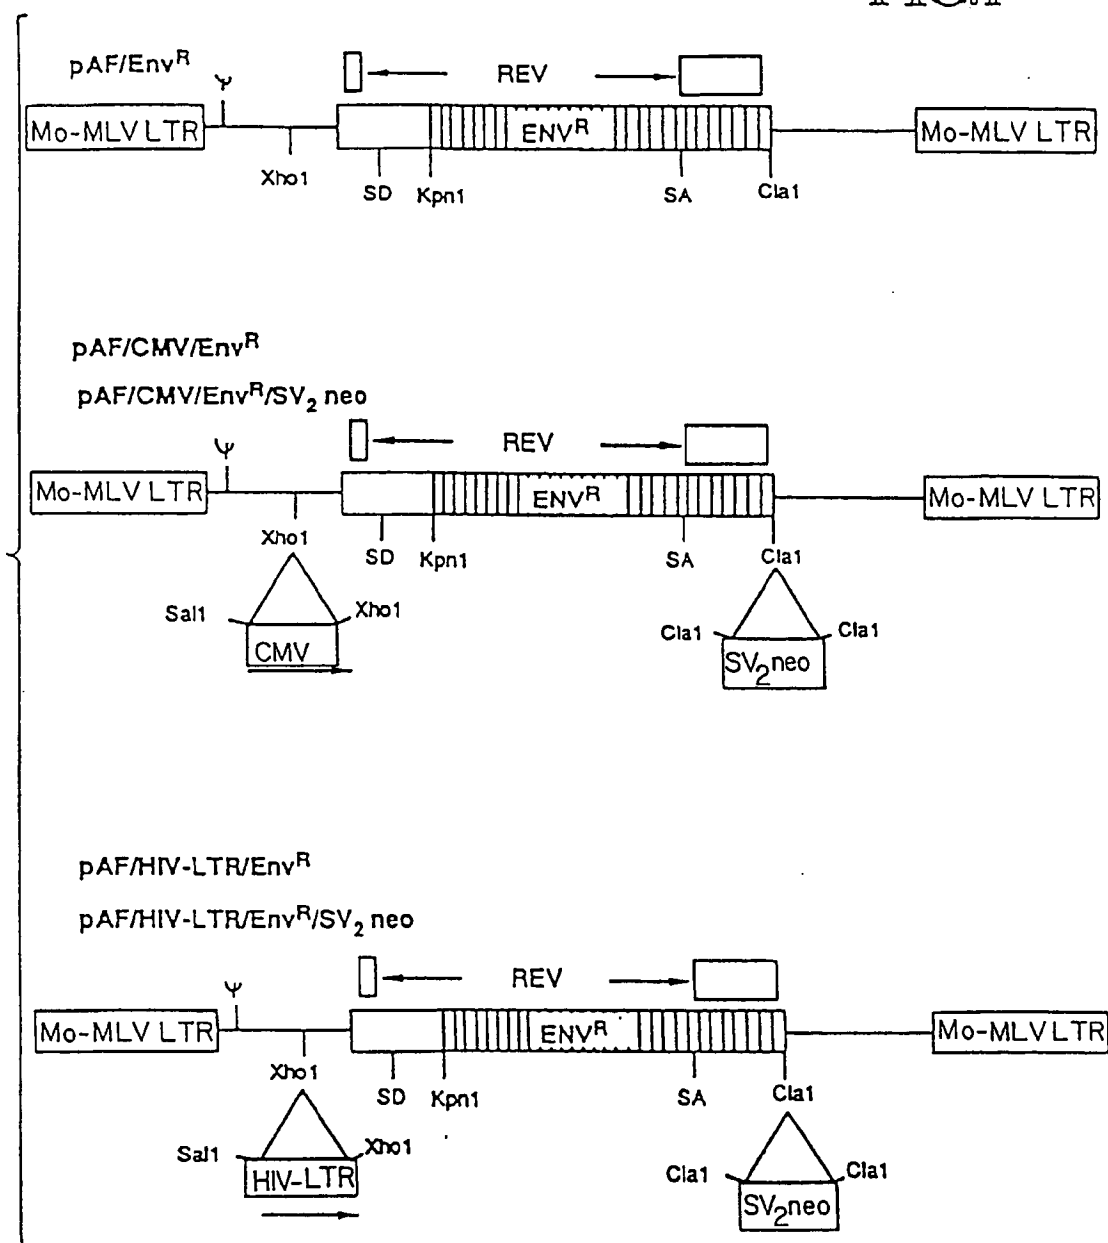 pAF/Env^R
REV
Ψ
Mo-MLV LTR ENV^R Mo-MLV LTR
Xho1 SD Kpn1 SA Cla1
pAF/CMV/Env^R
pAF/CMV/Env^R/SV₂ neo
REV
Ψ
Mo-MLV LTR ENV^R Mo-MLV LTR
Xho1 SD Kpn1 SA Cla1
Sal1 Xho1 Cla1 Cla1
CMV SV₂neo
pAF/HIV-LTR/Env^R
pAF/HIV-LTR/Env^R/SV₂ neo
REV
Ψ
Mo-MLV LTR ENV^R Mo-MLV LTR
Xho1 SD Kpn1 SA Cla1
Sal1 Xho1 Cla1 Cla1
HIV-LTR SV₂neo